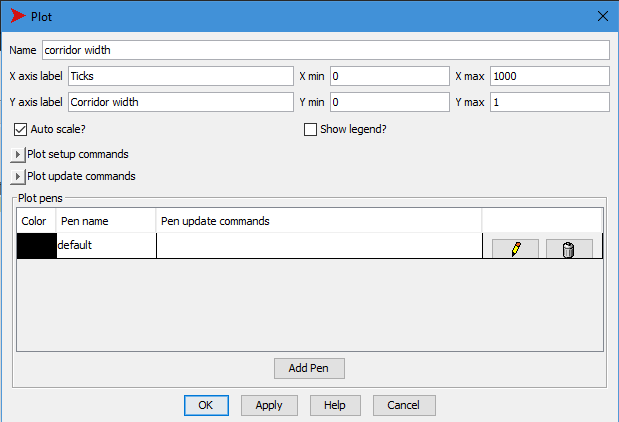 Plot
Name corridor width
X axis label Ticks X min 0 X max 1000
Y axis label Corridor width Y min 0 Y max 1
Auto scale? Show legend?
Plot setup commands
Plot update commands
Plot pens
Color Pen name Pen update commands
default
Add Pen
OK Apply Help Cancel